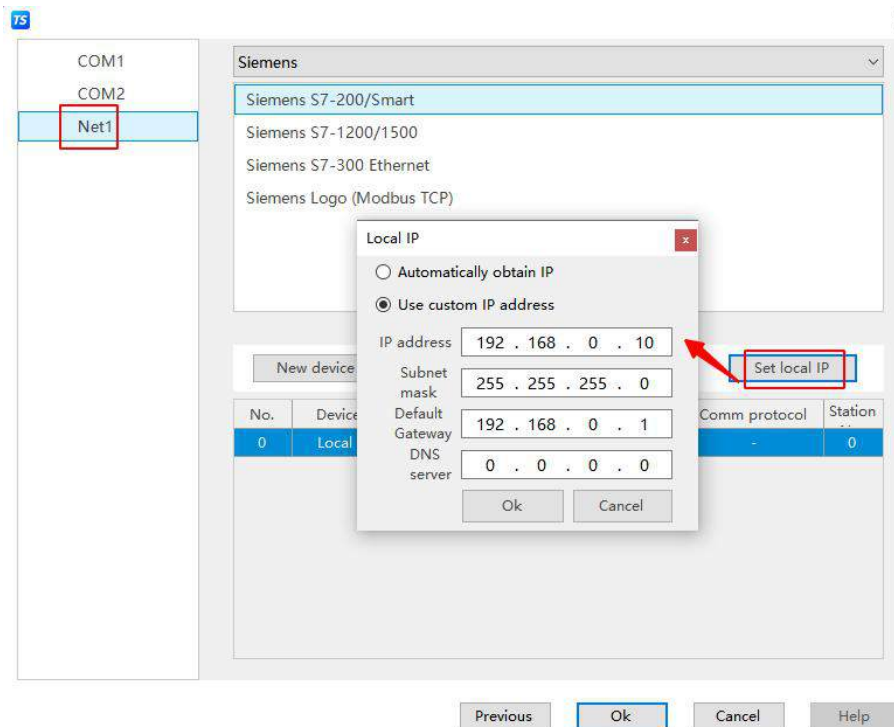 TS
COM1
COM2
Net1
Siemens
Siemens S7-200/Smart
Siemens S7-1200/1500
Siemens S7-300 Ethernet
Siemens Logo (Modbus TCP)
Local IP
x
Automatically obtain IP
Use custom IP address
IP address 192 . 168 . 0 . 10
Subnet mask 255 . 255 . 255 . 0
Default Gateway 192 . 168 . 0 . 1
DNS server 0 . 0 . 0 . 0
Ok Cancel
New device Set local IP
No. Device Comm protocol Station
0 Local - 0
Previous Ok Cancel Help